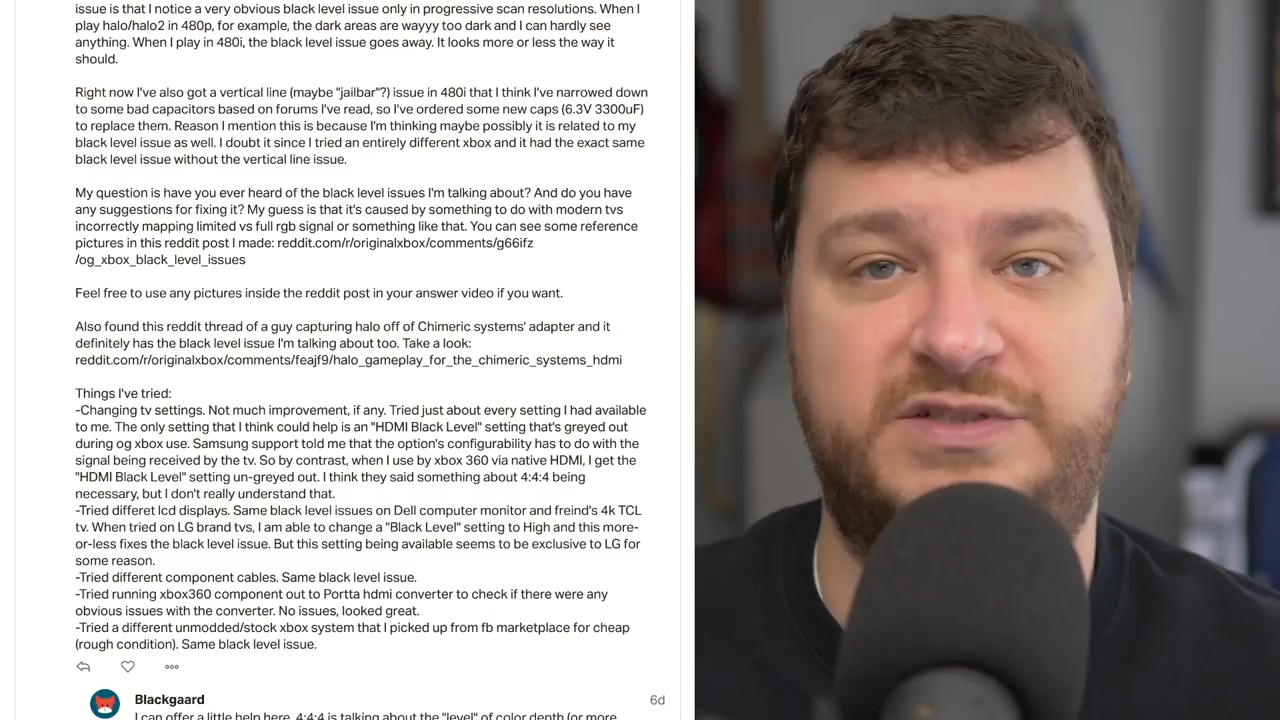 issue is that I notice a very obvious black level issue only in progressive scan resolutions. When I
play halo/halo2 in 480p, for example, the dark areas are wayyy too dark and I can hardly see
anything. When I play in 480i, the black level issue goes away. It looks more or less the way it
should.
Right now I've also got a vertical line (maybe "jailbar"?) issue in 480i that I think I've narrowed down
to some bad capacitors based on forums I've read, so I've ordered some new caps (6.3V 3300uF)
to replace them. Reason I mention this is because I'm thinking maybe possibly it is related to my
black level issue as well. I doubt it since I tried an entirely different xbox and it had the exact same
black level issue without the vertical line issue.
My question is have you ever heard of the black level issues I'm talking about? And do you have
any suggestions for fixing it? My guess is that it's caused by something to do with modern tvs
incorrectly mapping limited vs full rgb signal or something like that. You can see some reference
pictures in this reddit post I made: reddit.com/r/originalxbox/comments/g66ifz
/og_xbox_black_level_issues
Feel free to use any pictures inside the reddit post in your answer video if you want.
Also found this reddit thread of a guy capturing halo off of Chimeric systems' adapter and it
definitely has the black level issue I'm talking about too. Take a look:
reddit.com/r/originalxbox/comments/feajf9/halo_gameplay_for_the_chimeric_systems_hdmi
Things I've tried:
-Changing tv settings. Not much improvement, if any. Tried just about every setting I had available
to me. The only setting that I think could help is an "HDMI Black Level" setting that's greyed out
during og xbox use. Samsung support told me that the option's configurability has to do with the
signal being received by the tv. So by contrast, when I use by xbox 360 via native HDMI, I get the
"HDMI Black Level" setting un-greyed out. I think they said something about 4:4:4 being
necessary, but I don't really understand that.
-Tried differet lcd displays. Same black level issues on Dell computer monitor and freind's 4k TCL
tv. When tried on LG brand tvs, I am able to change a "Black Level" setting to High and this more-
or-less fixes the black level issue. But this setting being available seems to be exclusive to LG for
some reason.
-Tried different component cables. Same black level issue.
-Tried running xbox360 component out to Portta hdmi converter to check if there were any
obvious issues with the converter. No issues, looked great.
-Tried a different unmodded/stock xbox system that I picked up from fb marketplace for cheap
(rough condition). Same black level issue.
Blackgaard 6d
I can offer a little help here. 4:4:4 is talking about the "level" of color depth (or more